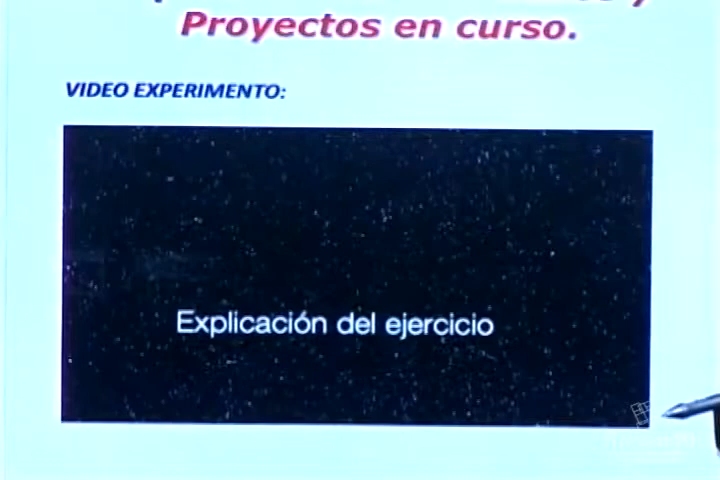 Proyectos en curso.
VIDEO EXPERIMENTO:
Explicación del ejercicio